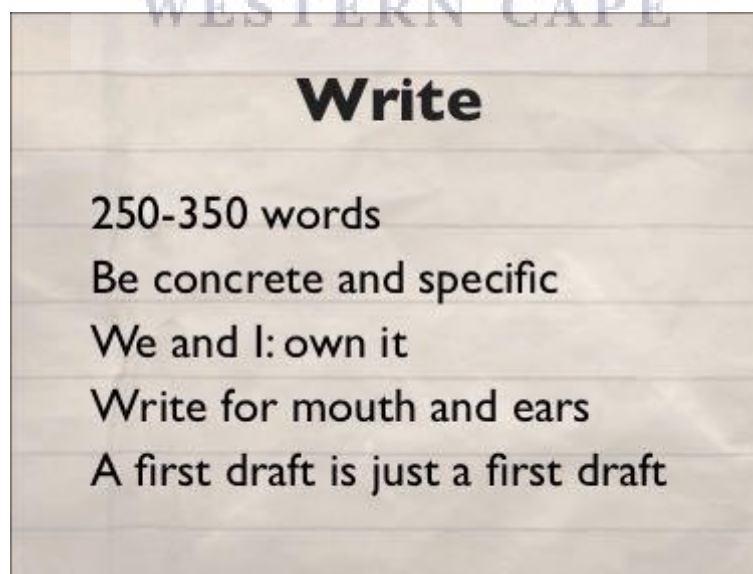 WESTERN CAPE
Write
250-350 words
Be concrete and specific
We and I: own it
Write for mouth and ears
A first draft is just a first draft